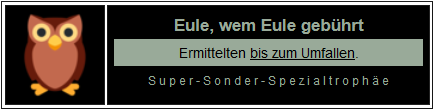 Eule, wem Eule gebührt
Ermittelten bis zum Umfallen.
Super-Sonder-Spezialtrophäe